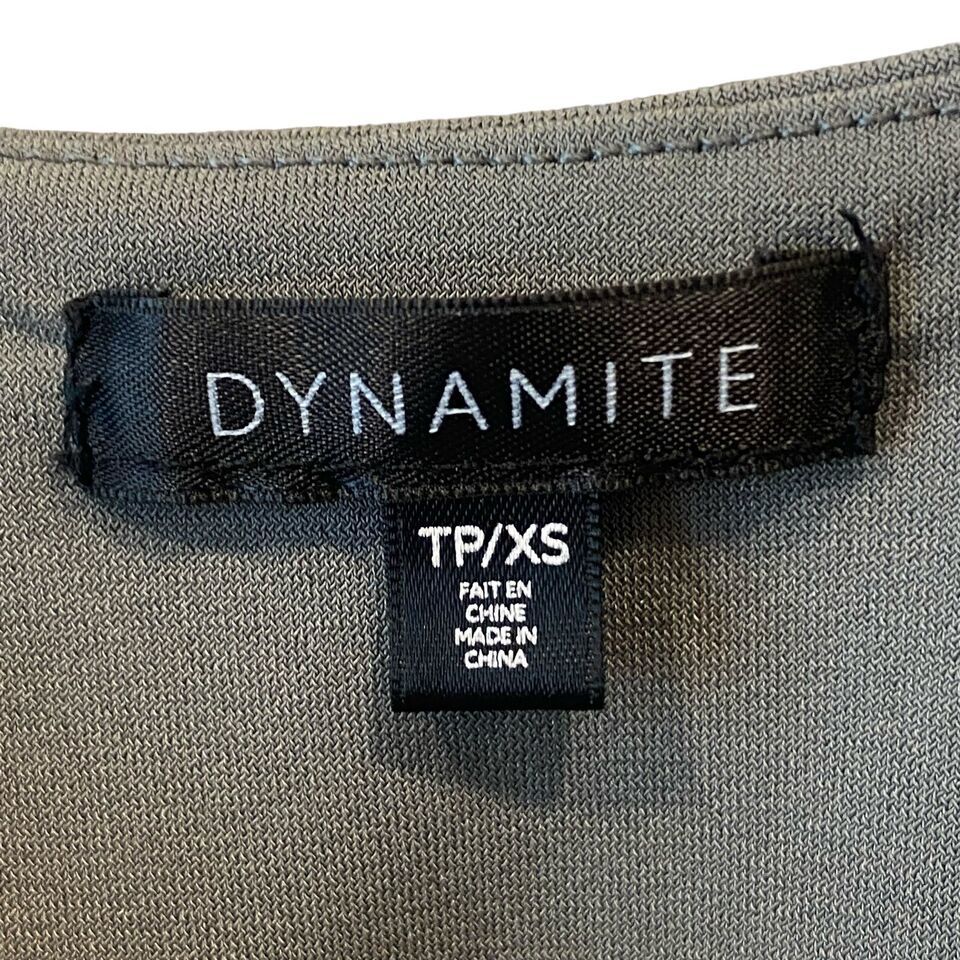 DYNAMITE
TP/XS
FAIT EN
CHINE
MADE IN
CHINA